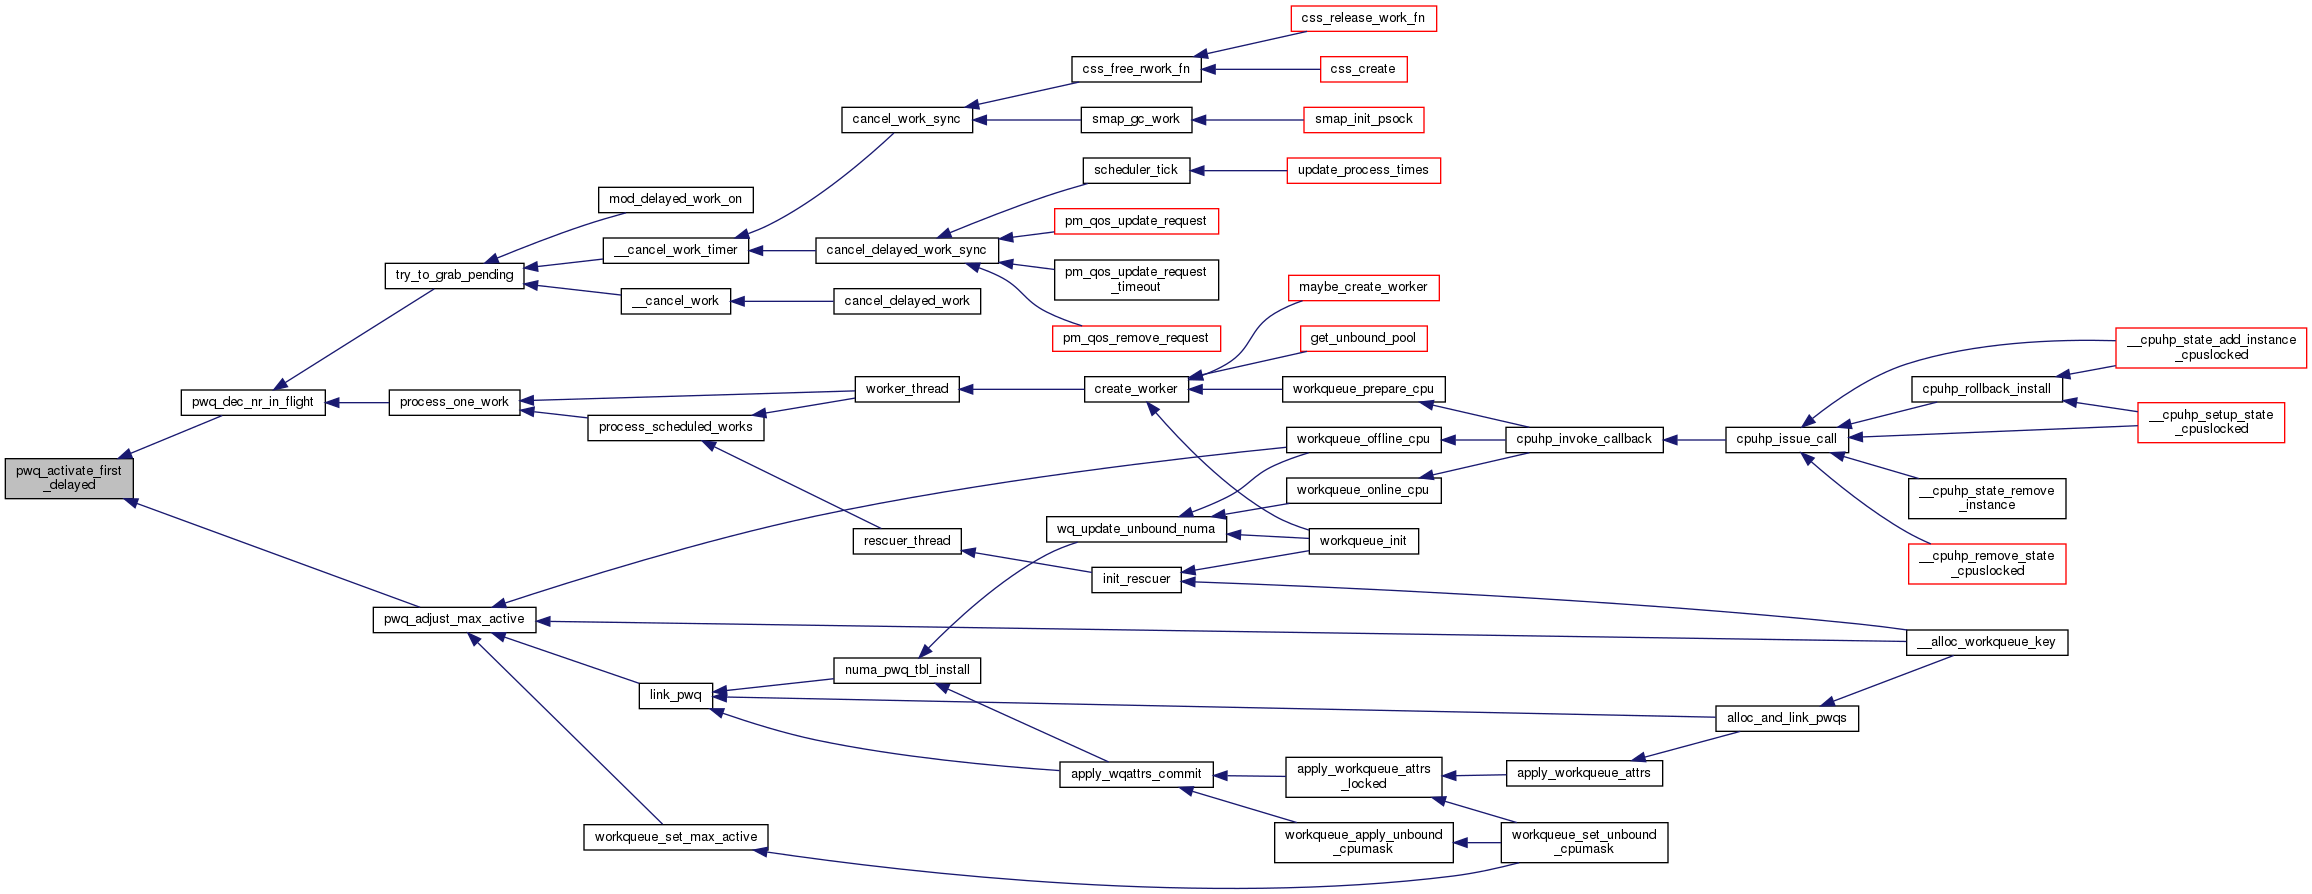 css_release_work_fn
css_free_rwork_fn
css_create
cancel_work_sync
smap_gc_work
smap_init_psock
scheduler_tick
update_process_times
mod_delayed_work_on
pm_qos_update_request
__cancel_work_timer
cancel_delayed_work_sync
try_to_grab_pending
pm_qos_update_request
_timeout
maybe_create_worker
__cancel_work
cancel_delayed_work
pm_qos_remove_request
get_unbound_pool
__cpuhp_state_add_instance
_cpuslocked
pwq_dec_nr_in_flight
process_one_work
worker_thread
create_worker
workqueue_prepare_cpu
cpuhp_rollback_install
process_scheduled_works
workqueue_offline_cpu
cpuhp_invoke_callback
cpuhp_issue_call
__cpuhp_setup_state
_cpuslocked
pwq_activate_first
_delayed
workqueue_online_cpu
__cpuhp_state_remove
_instance
wq_update_unbound_numa
rescuer_thread
workqueue_init
init_rescuer
__cpuhp_remove_state
_cpuslocked
pwq_adjust_max_active
__alloc_workqueue_key
numa_pwq_tbl_install
link_pwq
alloc_and_link_pwqs
apply_wqattrs_commit
apply_workqueue_attrs
_locked
apply_workqueue_attrs
workqueue_set_max_active
workqueue_apply_unbound
_cpumask
workqueue_set_unbound
_cpumask